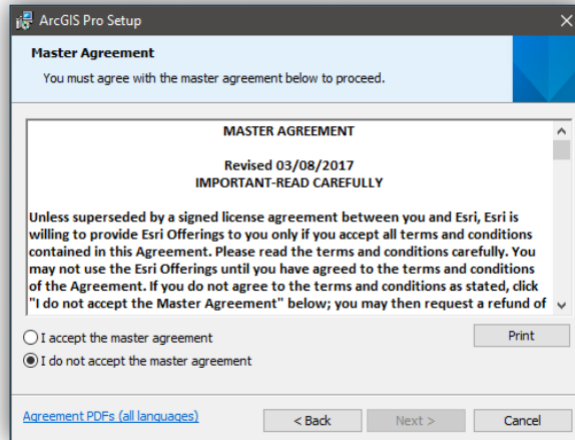 ArcGIS Pro Setup
Master Agreement
You must agree with the master agreement below to proceed.
MASTER AGREEMENT
Revised 03/08/2017
IMPORTANT-READ CAREFULLY
Unless superseded by a signed license agreement between you and Esri, Esri is
willing to provide Esri Offerings to you only if you accept all terms and conditions
contained in this Agreement. Please read the terms and conditions carefully. You
may not use the Esri Offerings until you have agreed to the terms and conditions
of the Agreement. If you do not agree to the terms and conditions as stated, click
"I do not accept the Master Agreement" below; you may then request a refund of
I accept the master agreement
Print
I do not accept the master agreement
Agreement PDFs (all languages)
< Back
Next >
Cancel